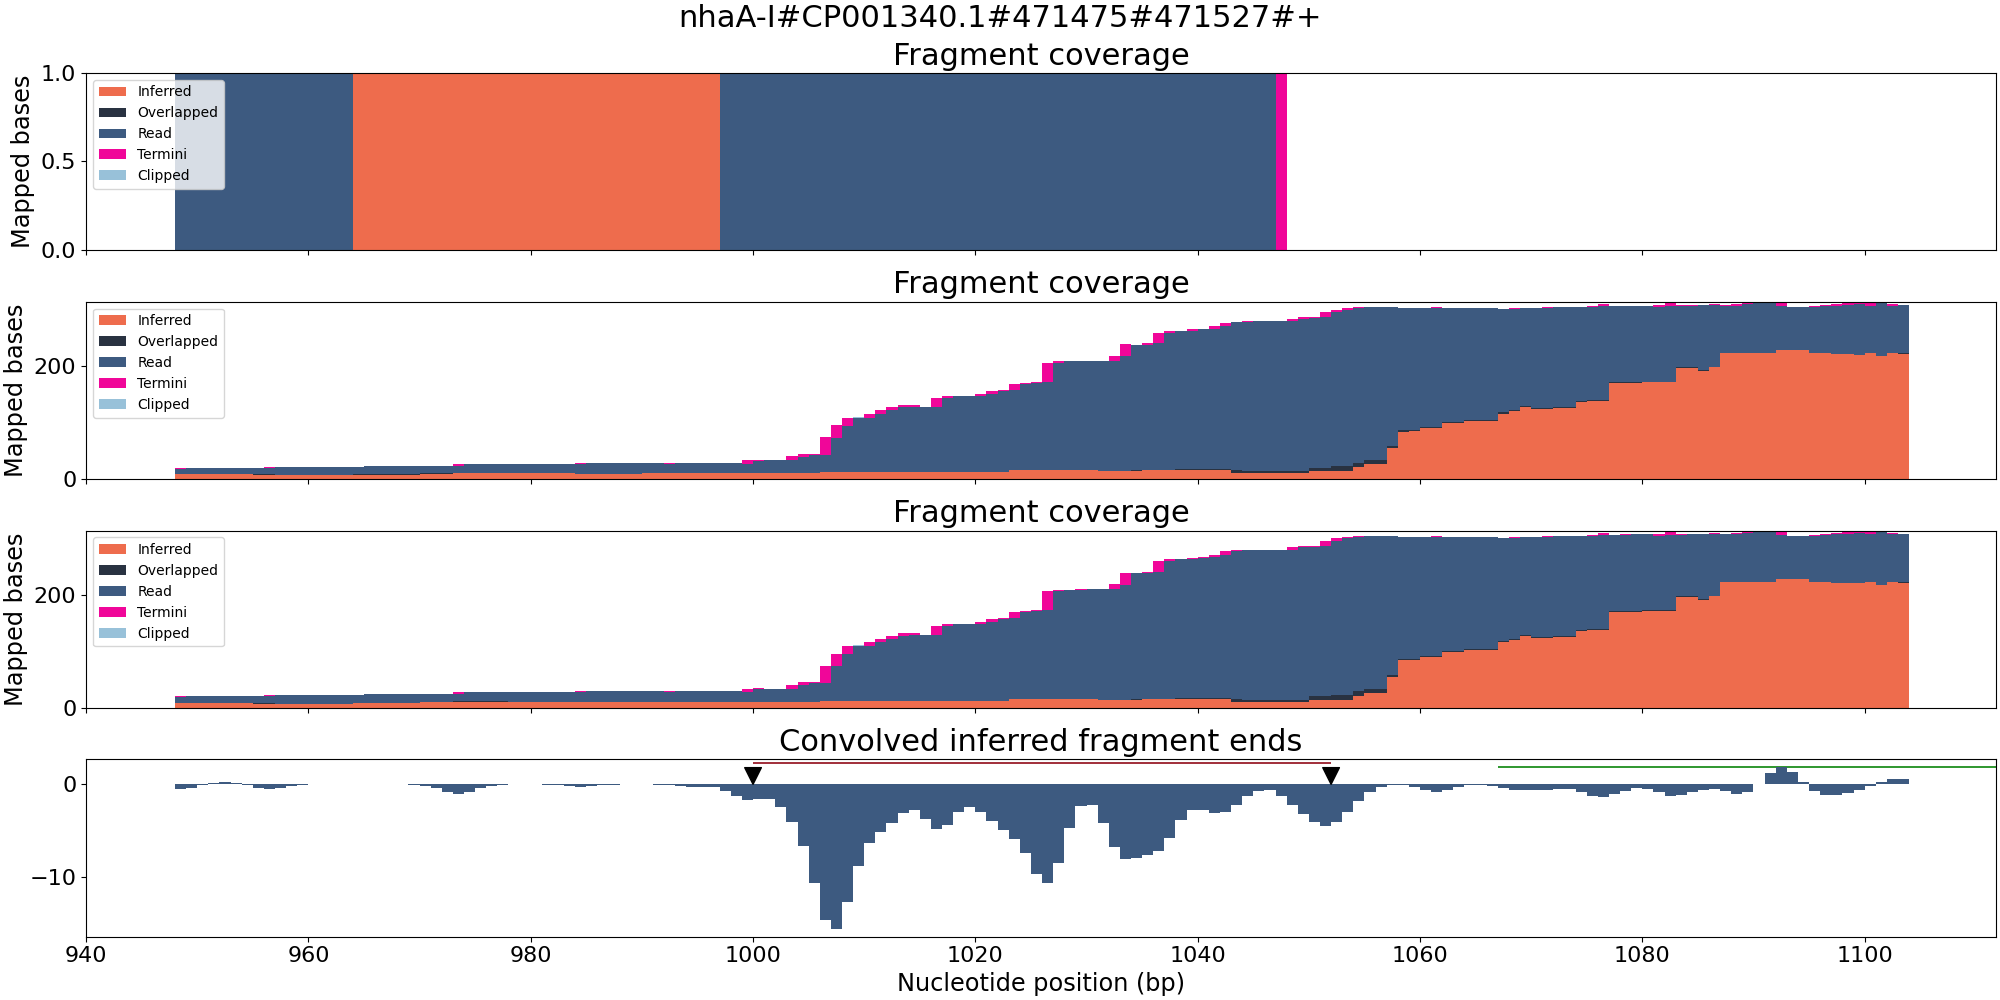 nhaA-I#CP001340.1#471475#471527#+
Fragment coverage
Mapped bases
1.0
0.5
0.0
Inferred
Overlapped
Read
Termini
Clipped
Fragment coverage
Mapped bases
200
0
Inferred
Overlapped
Read
Termini
Clipped
Fragment coverage
Mapped bases
200
0
Inferred
Overlapped
Read
Termini
Clipped
Convolved inferred fragment ends
0
−10
940 960 980 1000 1020 1040 1060 1080 1100
Nucleotide position (bp)